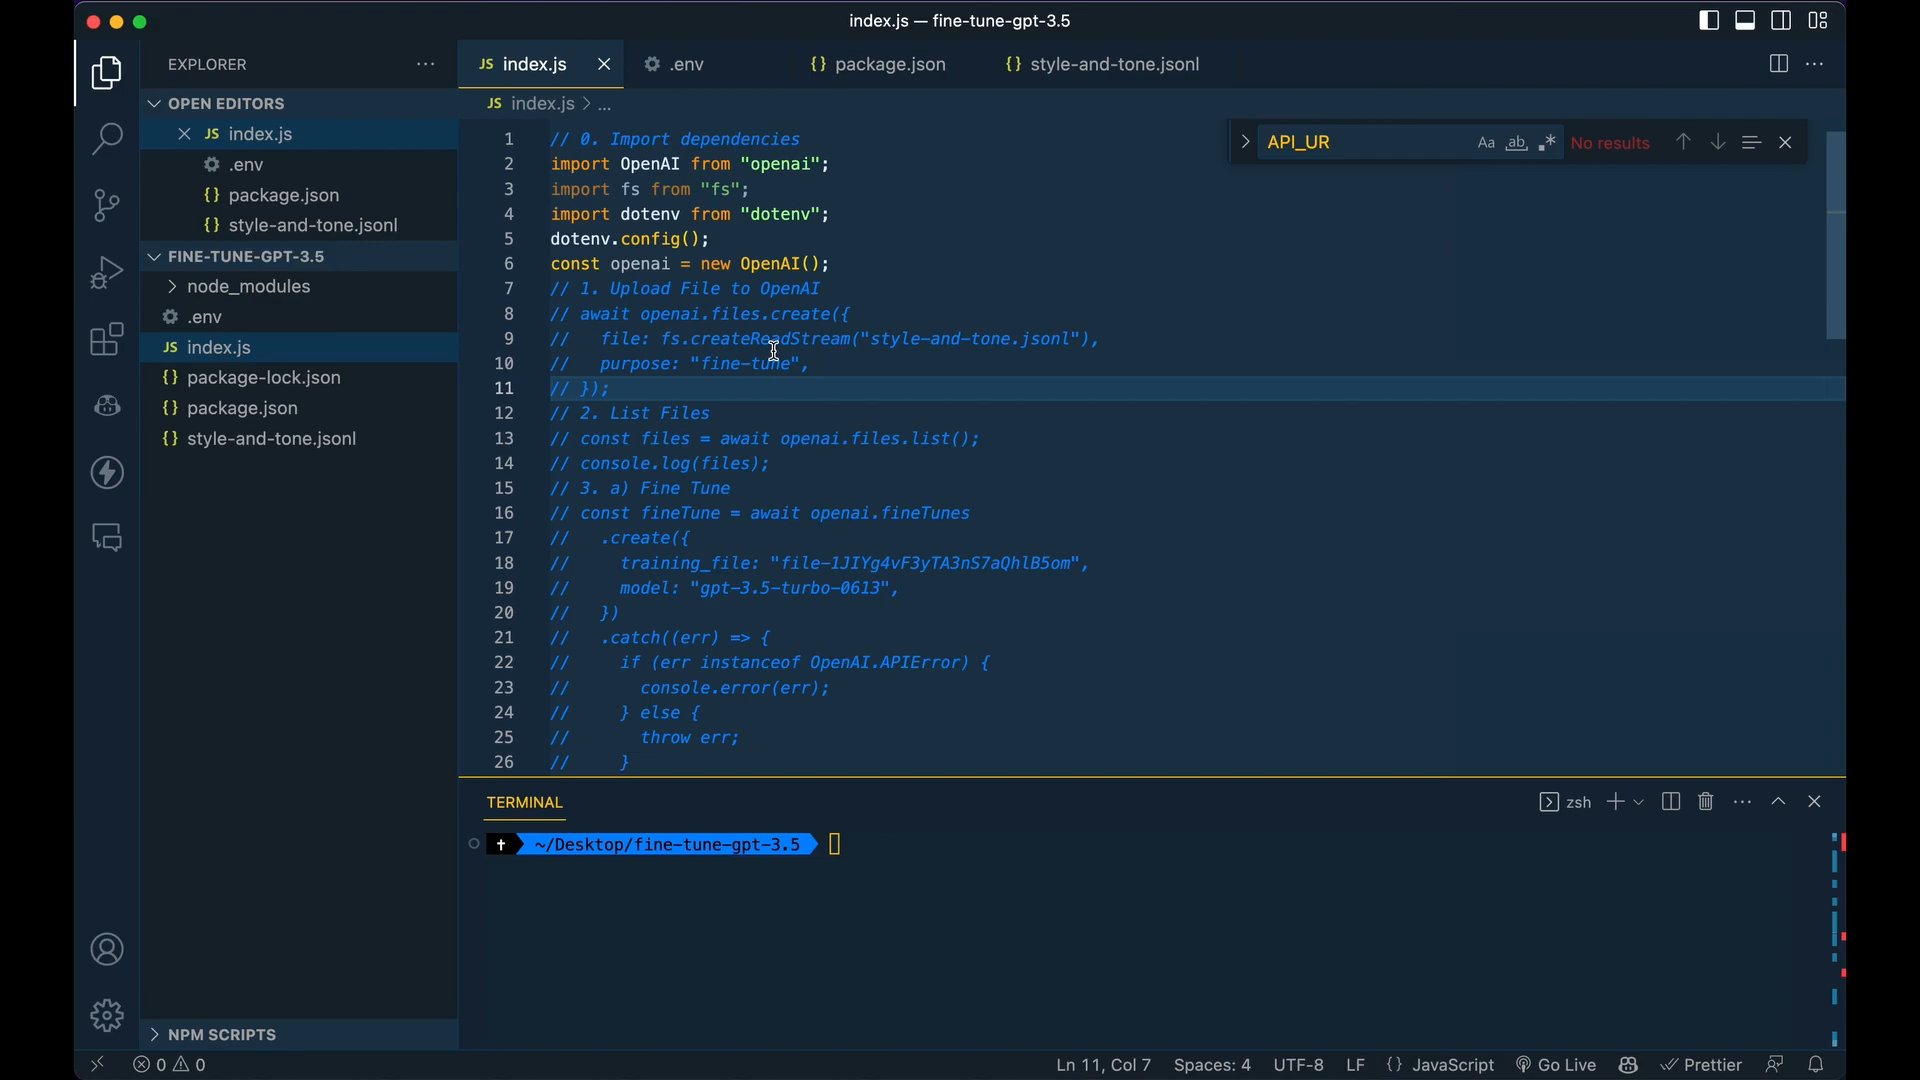 index.js — fine-tune-gpt-3.5
EXPLORER
OPEN EDITORS
JS index.js
.env
{} package.json
{} style-and-tone.jsonl
FINE-TUNE-GPT-3.5
node_modules
.env
JS index.js
{} package-lock.json
{} package.json
{} style-and-tone.jsonl
NPM SCRIPTS
JS index.js
.env
{} package.json
{} style-and-tone.jsonl
JS index.js > ...
API_UR
Aa ab .* No results
1 // 0. Import dependencies
2 import OpenAI from "openai";
3 import fs from "fs";
4 import dotenv from "dotenv";
5 dotenv.config();
6 const openai = new OpenAI();
7 // 1. Upload File to OpenAI
8 // await openai.files.create({
9 //   file: fs.createReadStream("style-and-tone.jsonl"),
10 //   purpose: "fine-tune",
11 // });
12 // 2. List Files
13 // const files = await openai.files.list();
14 // console.log(files);
15 // 3. a) Fine Tune
16 // const fineTune = await openai.fineTunes
17 //   .create({
18 //     training_file: "file-1JIYg4vF3yTA3nS7aQhlB5om",
19 //     model: "gpt-3.5-turbo-0613",
20 //   })
21 //   .catch((err) => {
22 //     if (err instanceof OpenAI.APIError) {
23 //       console.error(err);
24 //     } else {
25 //       throw err;
26 //     }
TERMINAL
zsh
~/Desktop/fine-tune-gpt-3.5
0 0
Ln 11, Col 7
Spaces: 4
UTF-8
LF
{} JavaScript
Go Live
Prettier